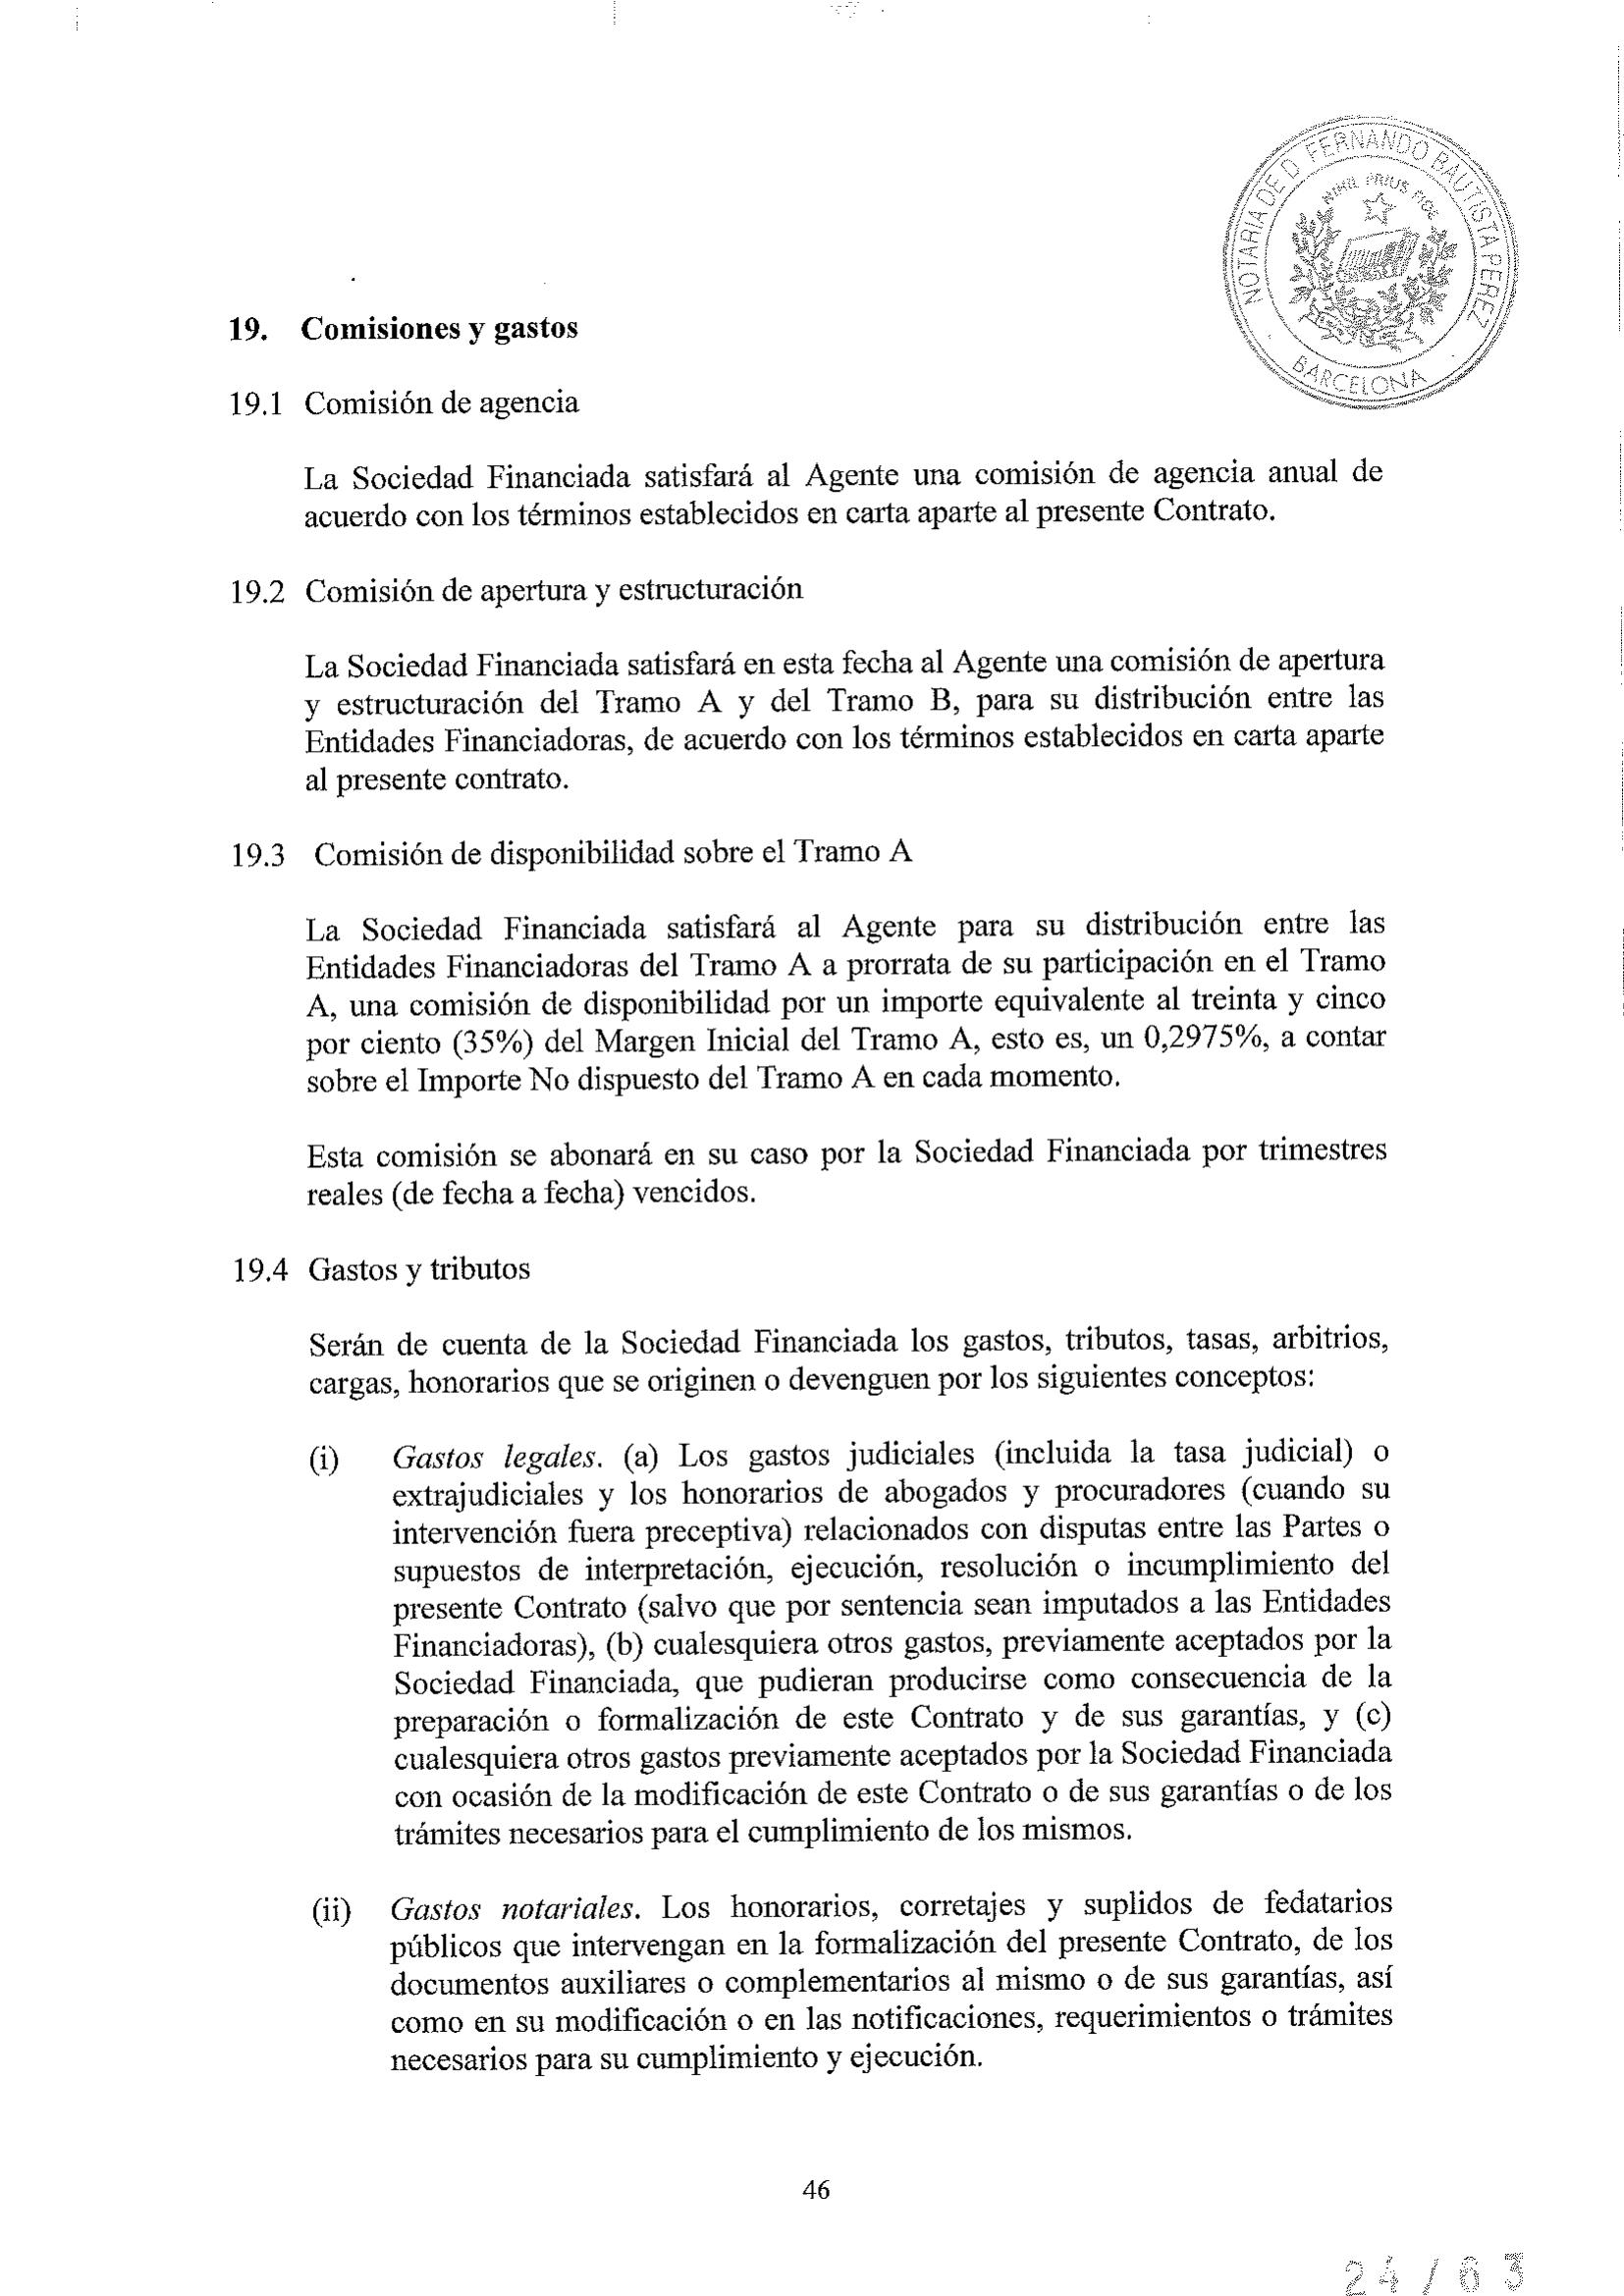 NOTARIA DE D. FERNANDO BAUTISTA PEREZ
NIHIL PRIUS FIDE
BARCELONA
19. Comisiones y gastos
19.1 Comisión de agencia
La Sociedad Financiada satisfará al Agente una comisión de agencia anual de
acuerdo con los términos establecidos en carta aparte al presente Contrato.
19.2 Comisión de apertura y estructuración
La Sociedad Financiada satisfará en esta fecha al Agente una comisión de apertura
y estructuración del Tramo A y del Tramo B, para su distribución entre las
Entidades Financiadoras, de acuerdo con los términos establecidos en carta aparte
al presente contrato.
19.3 Comisión de disponibilidad sobre el Tramo A
La Sociedad Financiada satisfará al Agente para su distribución entre las
Entidades Financiadoras del Tramo A a prorrata de su participación en el Tramo
A, una comisión de disponibilidad por un importe equivalente al treinta y cinco
por ciento (35%) del Margen Inicial del Tramo A, esto es, un 0,2975%, a contar
sobre el Importe No dispuesto del Tramo A en cada momento.
Esta comisión se abonará en su caso por la Sociedad Financiada por trimestres
reales (de fecha a fecha) vencidos.
19.4 Gastos y tributos
Serán de cuenta de la Sociedad Financiada los gastos, tributos, tasas, arbitrios,
cargas, honorarios que se originen o devenguen por los siguientes conceptos:
(i) Gastos legales. (a) Los gastos judiciales (incluida la tasa judicial) o
extrajudiciales y los honorarios de abogados y procuradores (cuando su
intervención fuera preceptiva) relacionados con disputas entre las Partes o
supuestos de interpretación, ejecución, resolución o incumplimiento del
presente Contrato (salvo que por sentencia sean imputados a las Entidades
Financiadoras), (b) cualesquiera otros gastos, previamente aceptados por la
Sociedad Financiada, que pudieran producirse como consecuencia de la
preparación o formalización de este Contrato y de sus garantías, y (c)
cualesquiera otros gastos previamente aceptados por la Sociedad Financiada
con ocasión de la modificación de este Contrato o de sus garantías o de los
trámites necesarios para el cumplimiento de los mismos.
(ii) Gastos notariales. Los honorarios, corretajes y suplidos de fedatarios
públicos que intervengan en la formalización del presente Contrato, de los
documentos auxiliares o complementarios al mismo o de sus garantías, así
como en su modificación o en las notificaciones, requerimientos o trámites
necesarios para su cumplimiento y ejecución.
46
24/63